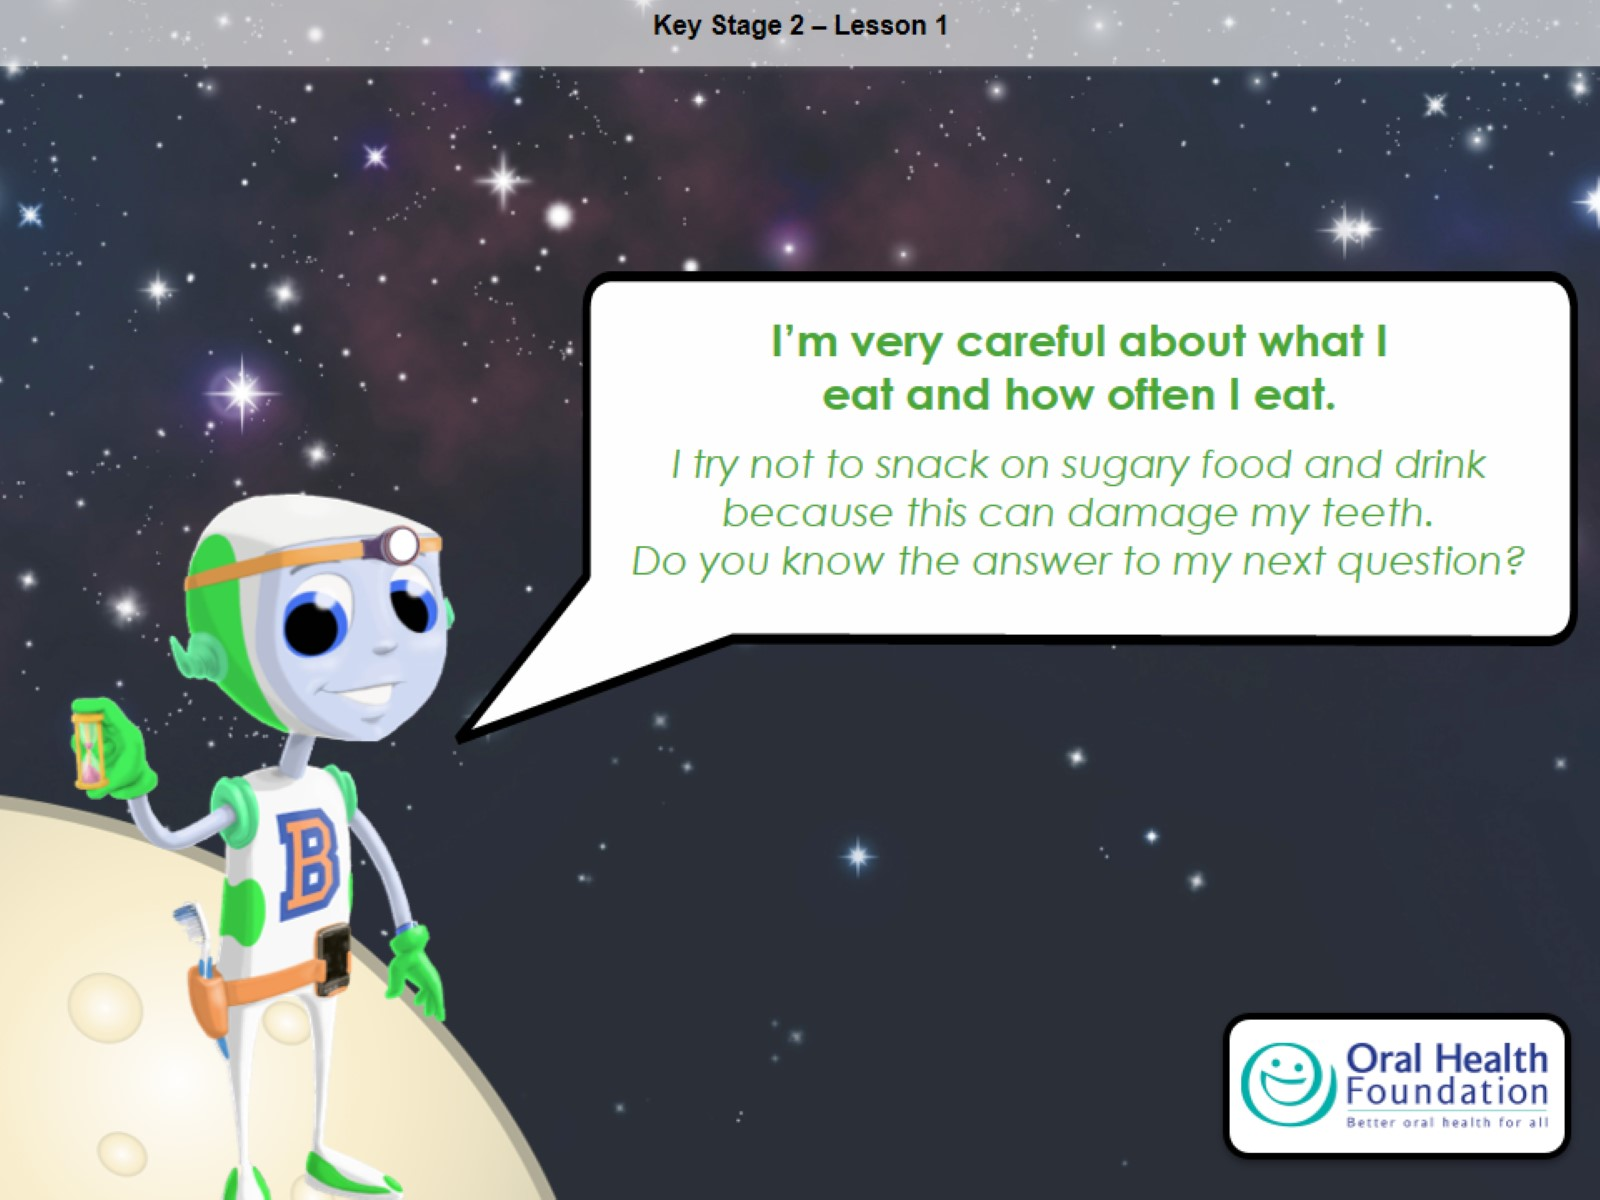 Key Stage 2 – Lesson 1
I’m very careful about what I
eat and how often I eat.
I try not to snack on sugary food and drink
because this can damage my teeth.
Do you know the answer to my next question?
B
Oral Health
Foundation
Better oral health for all